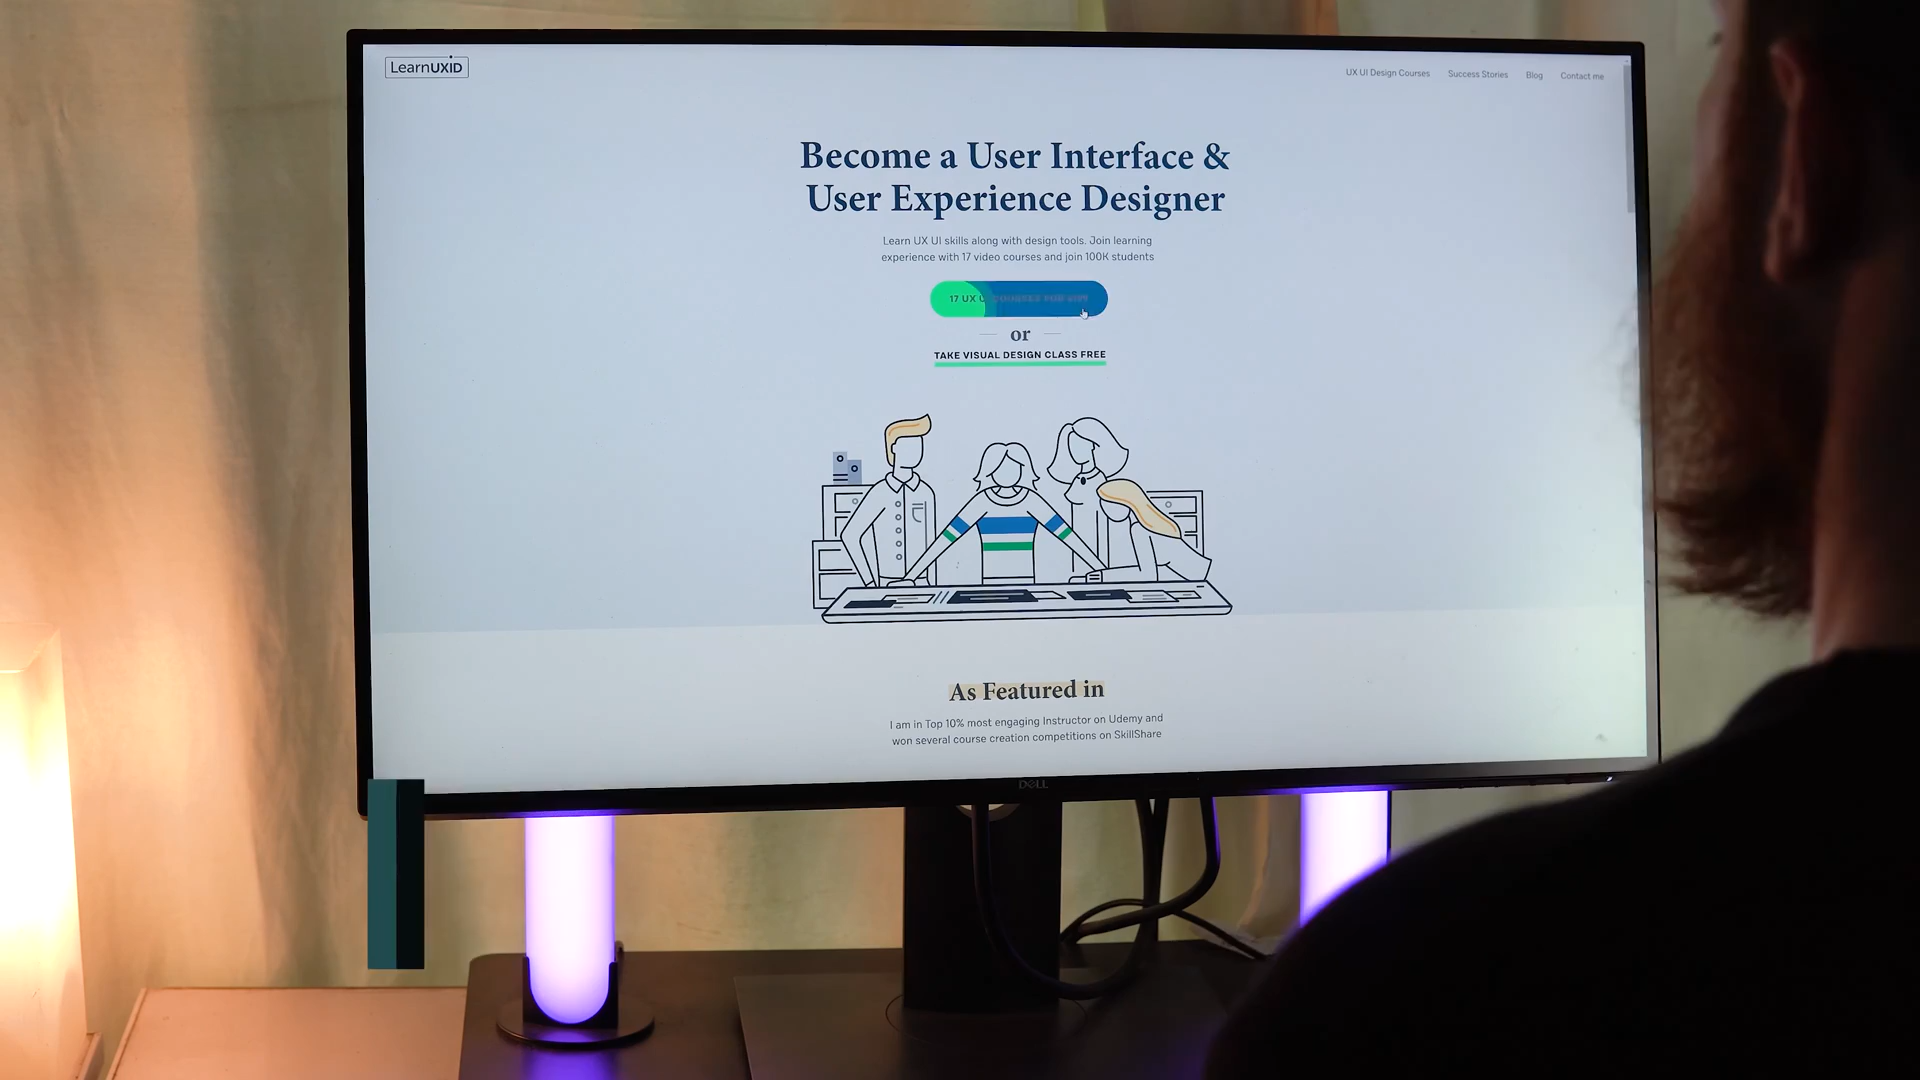 LearnUXID
UX UI Design Courses Success Stories Blog Contact me
Become a User Interface &
User Experience Designer
Learn UX UI skills along with design tools. Join learning
experience with 17 video courses and join 100K students
17 UX
or
TAKE VISUAL DESIGN CLASS FREE
As Featured in
I am in Top 10% most engaging Instructor on Udemy and
won several course creation competitions on SkillShare
DELL